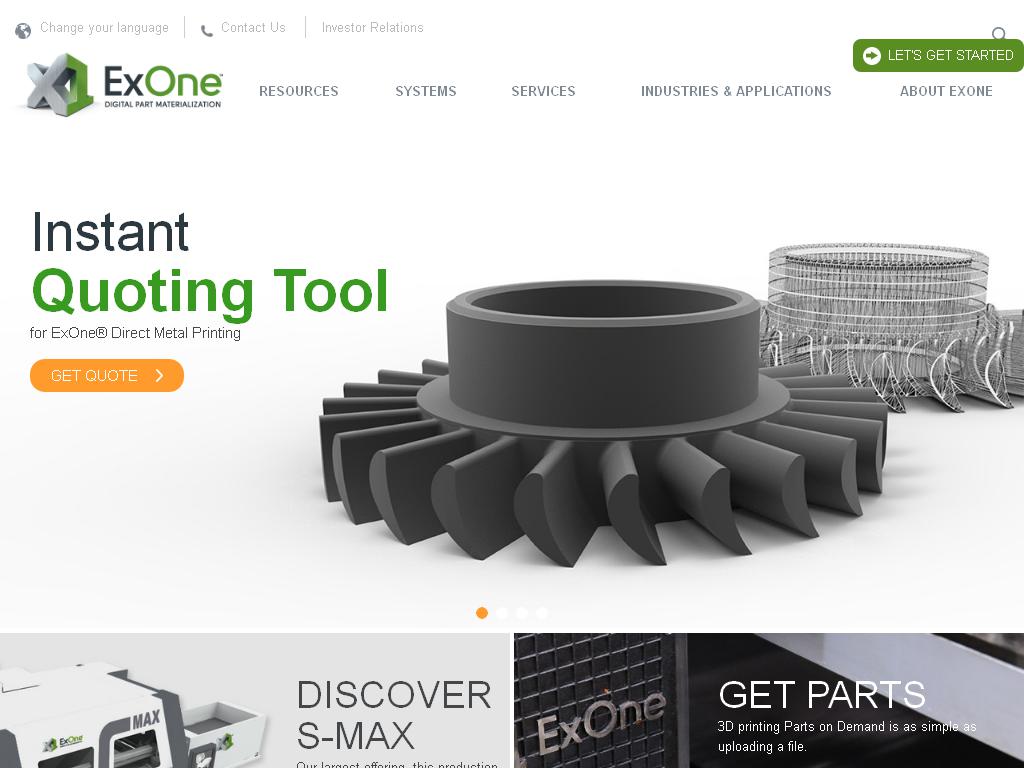 Change your language
Contact Us
Investor Relations
LET'S GET STARTED
ExOne™
DIGITAL PART MATERIALIZATION
RESOURCES
SYSTEMS
SERVICES
INDUSTRIES & APPLICATIONS
ABOUT EXONE
Instant
Quoting Tool
for ExOne® Direct Metal Printing
GET QUOTE
MAX
ExOne
DISCOVER
S-MAX
Our largest offering, this production
ExOne
GET PARTS
3D printing Parts on Demand is as simple as
uploading a file.